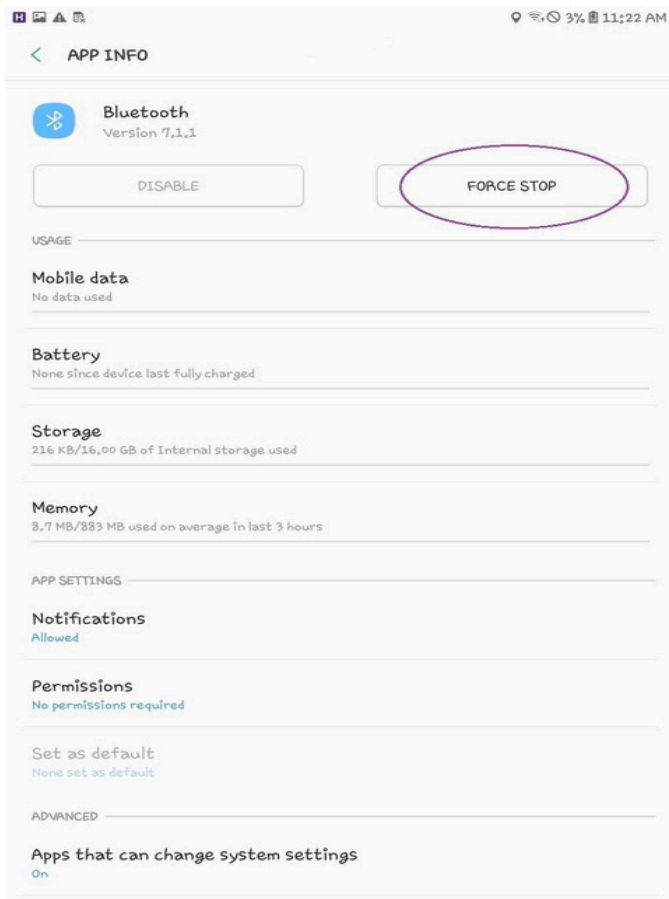 H 3% 11:22 AM
< APP INFO
Bluetooth
Version 7.1.1
DISABLE FORCE STOP
USAGE
Mobile data
No data used
Battery
None since device last fully charged
Storage
216 KB/16.00 GB of Internal storage used
Memory
8.7 MB/883 MB used on average in last 3 hours
APP SETTINGS
Notifications
Allowed
Permissions
No permissions required
Set as default
None set as default
ADVANCED
Apps that can change system settings
On